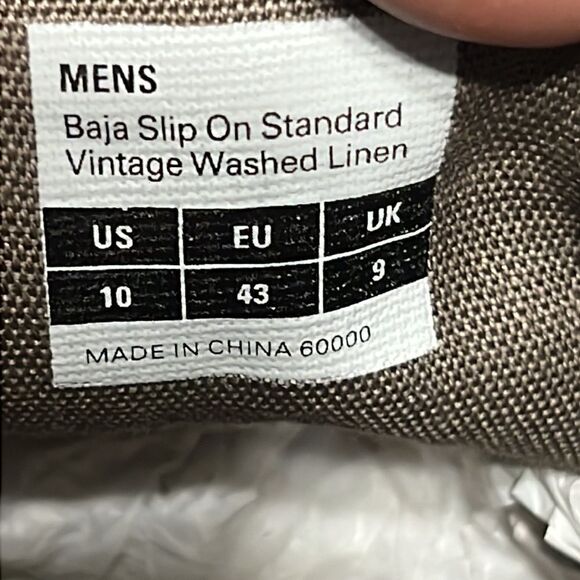 MENS
Baja Slip On Standard
Vintage Washed Linen
US EU UK
10 43 9
MADE IN CHINA 60000